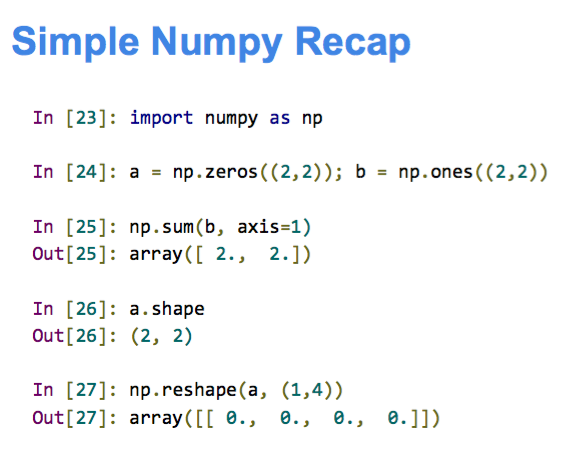 Simple Numpy Recap
In [23]: import numpy as np
In [24]: a = np.zeros((2,2)); b = np.ones((2,2))
In [25]: np.sum(b, axis=1)
Out[25]: array([ 2.,  2.])
In [26]: a.shape
Out[26]: (2, 2)
In [27]: np.reshape(a, (1,4))
Out[27]: array([[ 0.,  0.,  0.,  0.]])